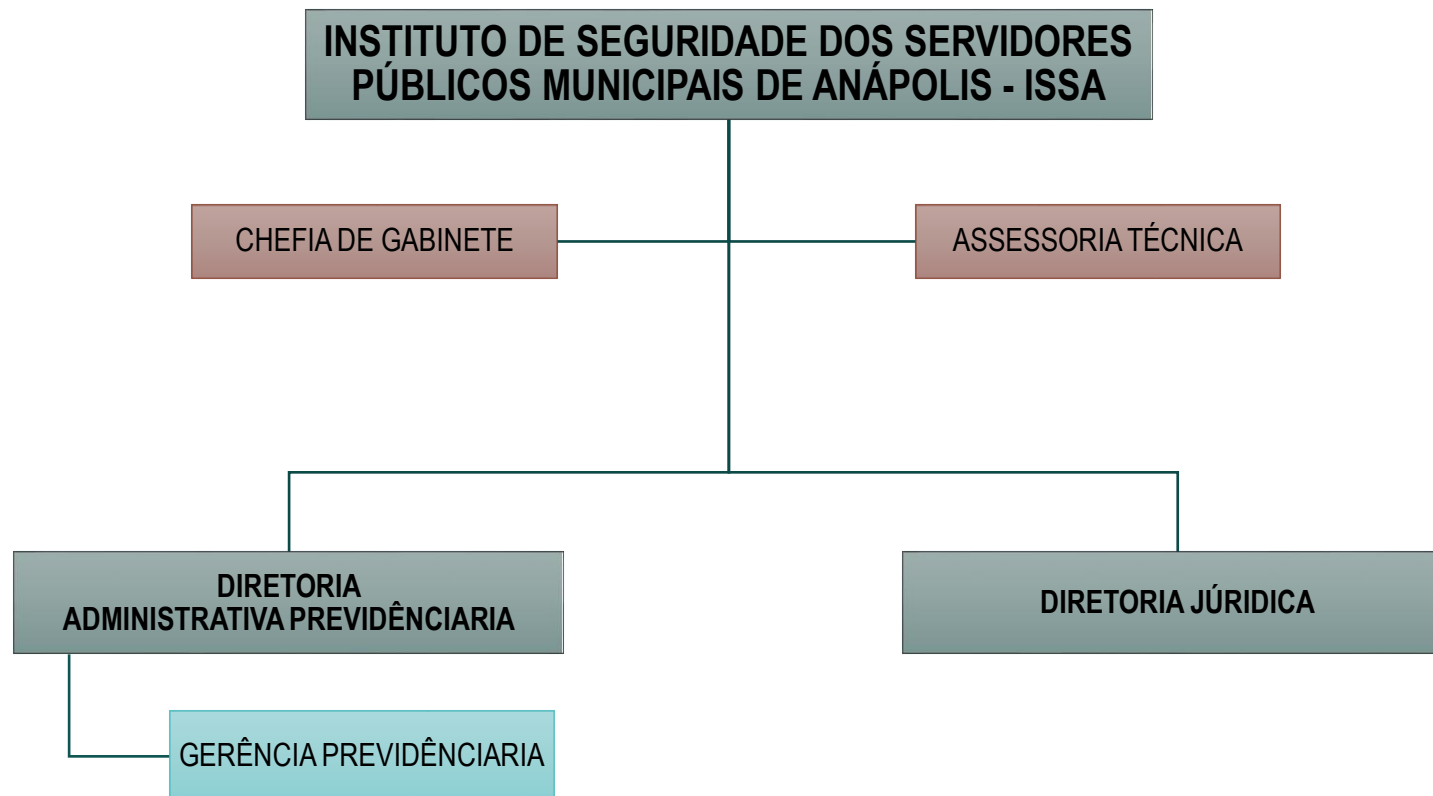 INSTITUTO DE SEGURIDADE DOS SERVIDORES
PÚBLICOS MUNICIPAIS DE ANÁPOLIS - ISSA
CHEFIA DE GABINETE
ASSESSORIA TÉCNICA
DIRETORIA
ADMINISTRATIVA PREVIDÊNCIARIA
DIRETORIA JÚRIDICA
GERÊNCIA PREVIDÊNCIARIA